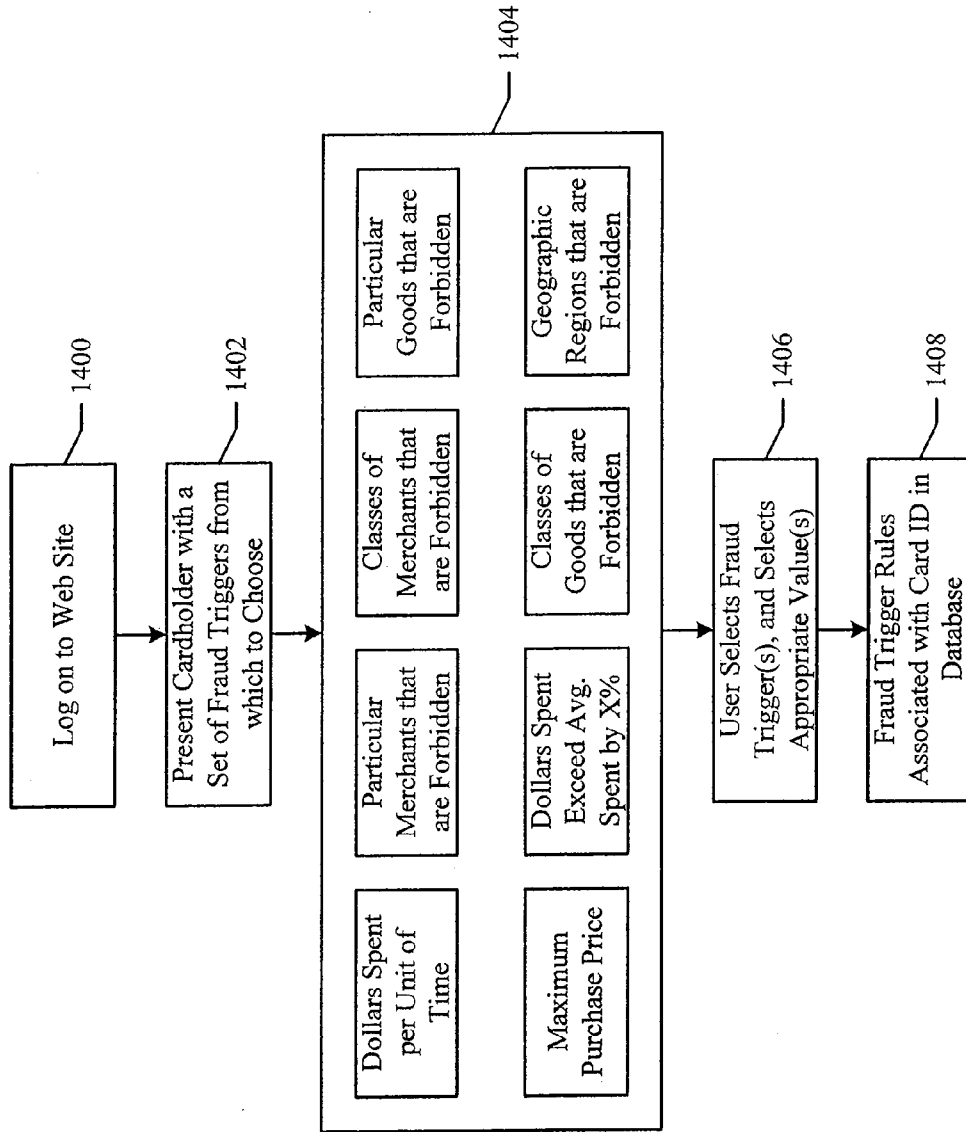 Log on to Web Site
1400
Present Cardholder with a
Set of Fraud Triggers from
which to Choose
1402
1404
Dollars Spent
per Unit of
Time
Particular
Merchants that
are Forbidden
Classes of
Merchants that
are Forbidden
Particular
Goods that are
Forbidden
Maximum
Purchase Price
Dollars Spent
Exceed Avg.
Spent by X%
Classes of
Goods that are
Forbidden
Geographic
Regions that are
Forbidden
User Selects Fraud
Trigger(s), and Selects
Appropriate Value(s)
1406
Fraud Trigger Rules
Associated with Card ID in
Database
1408